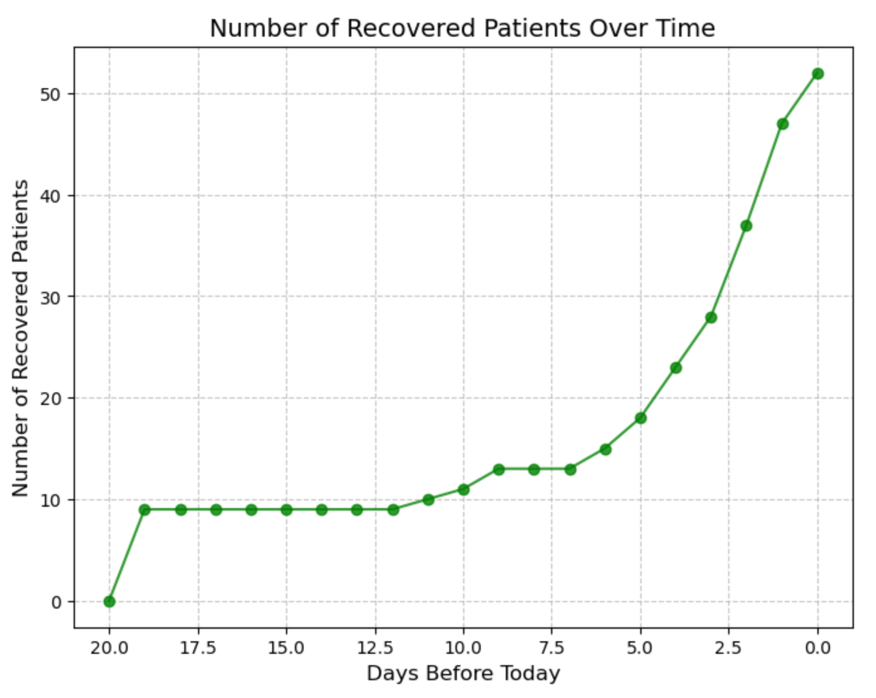 Number of Recovered Patients Over Time
Number of Recovered Patients
50
40
30
20
10
0
20.0 17.5 15.0 12.5 10.0 7.5 5.0 2.5 0.0
Days Before Today